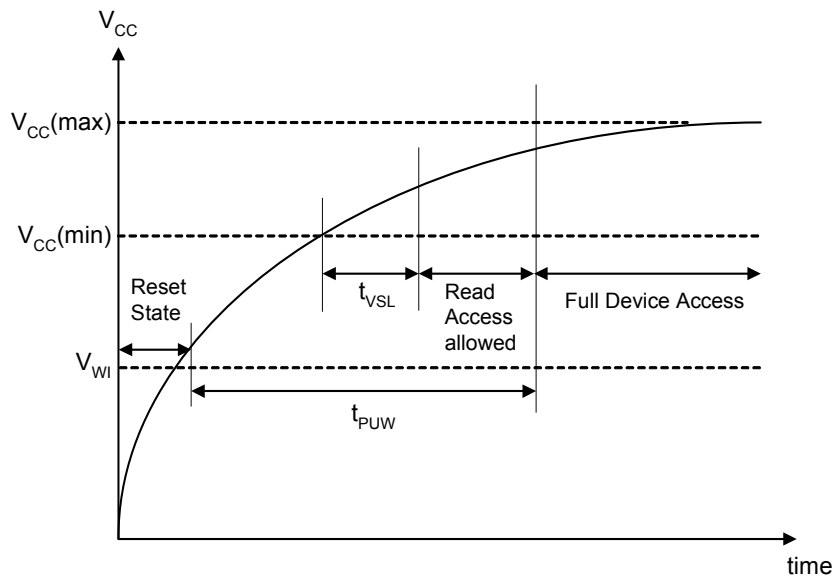 V_CC
V_CC(max)
V_CC(min)
Reset
State
t_VSL
Read
Access
allowed
Full Device Access
V_WI
t_PUW
time